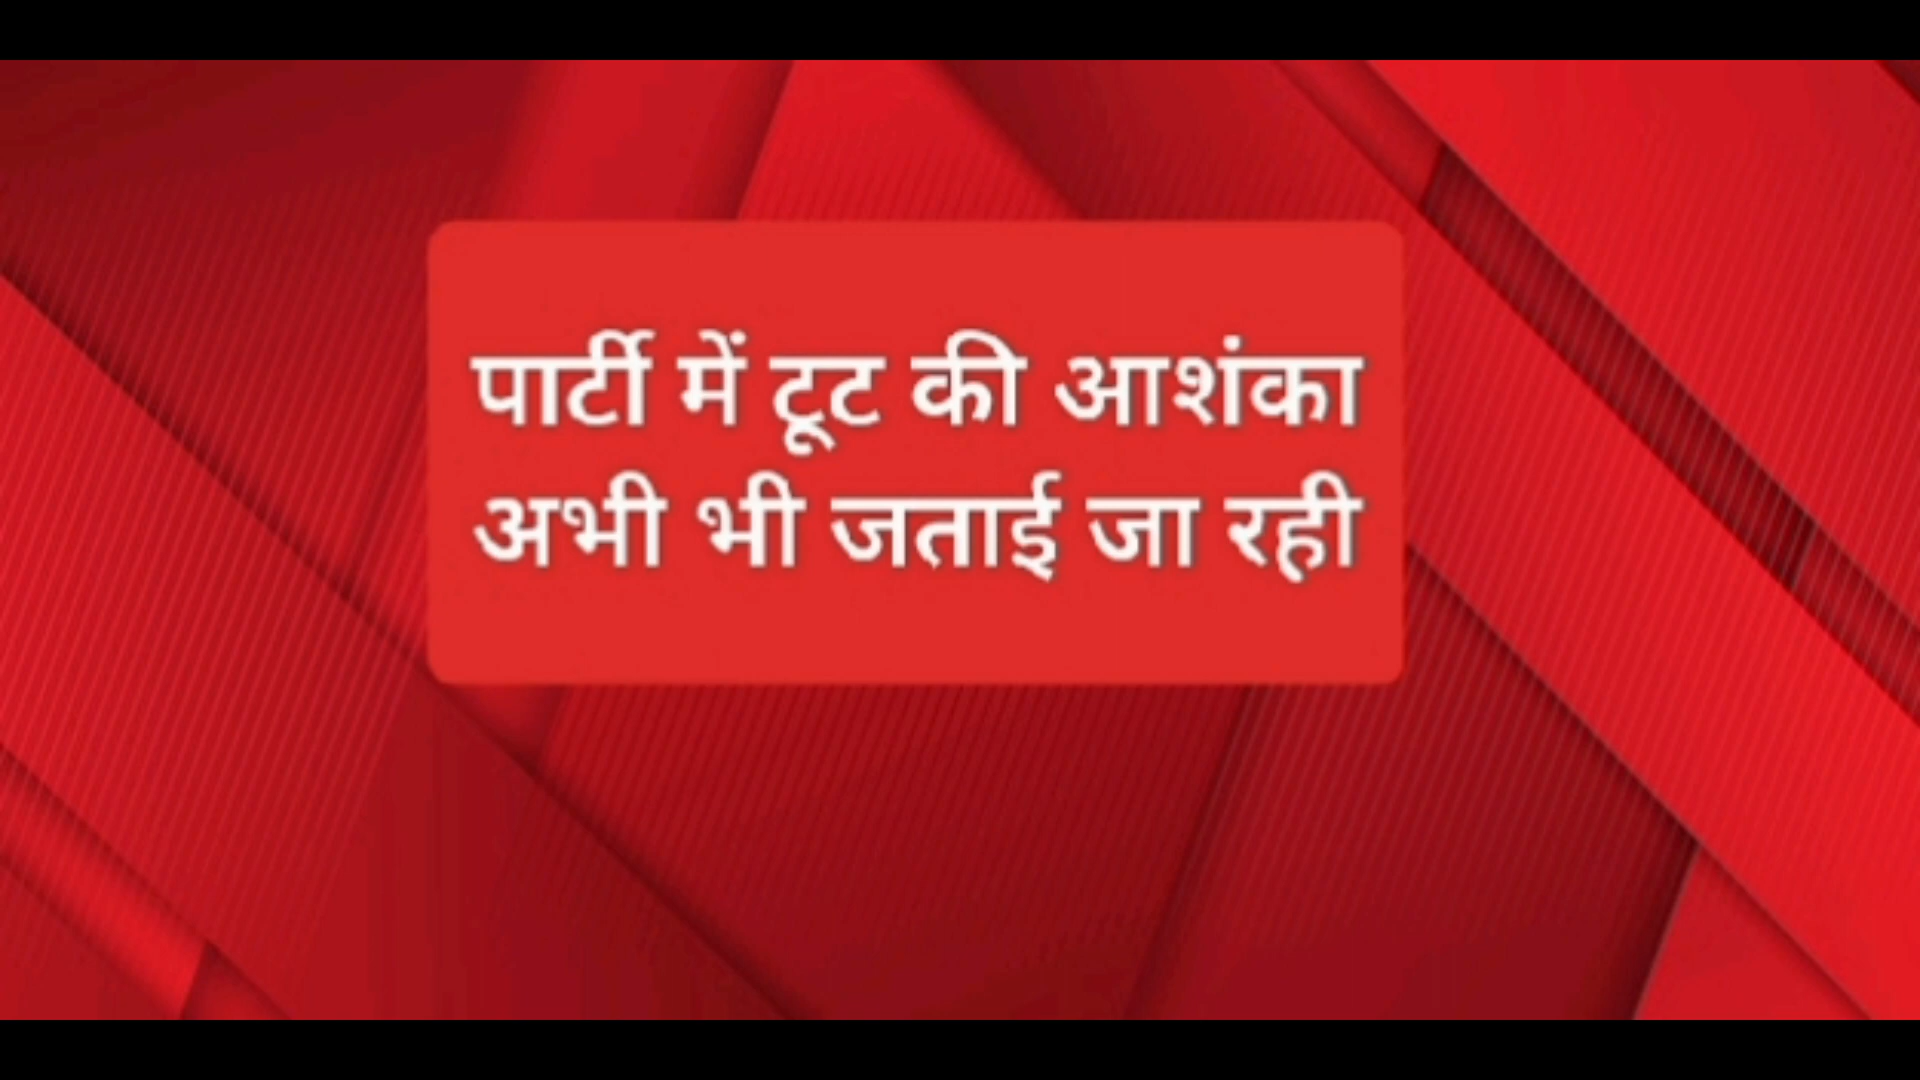 पार्टी में टूट की आशंका
अभी भी जताई जा रही